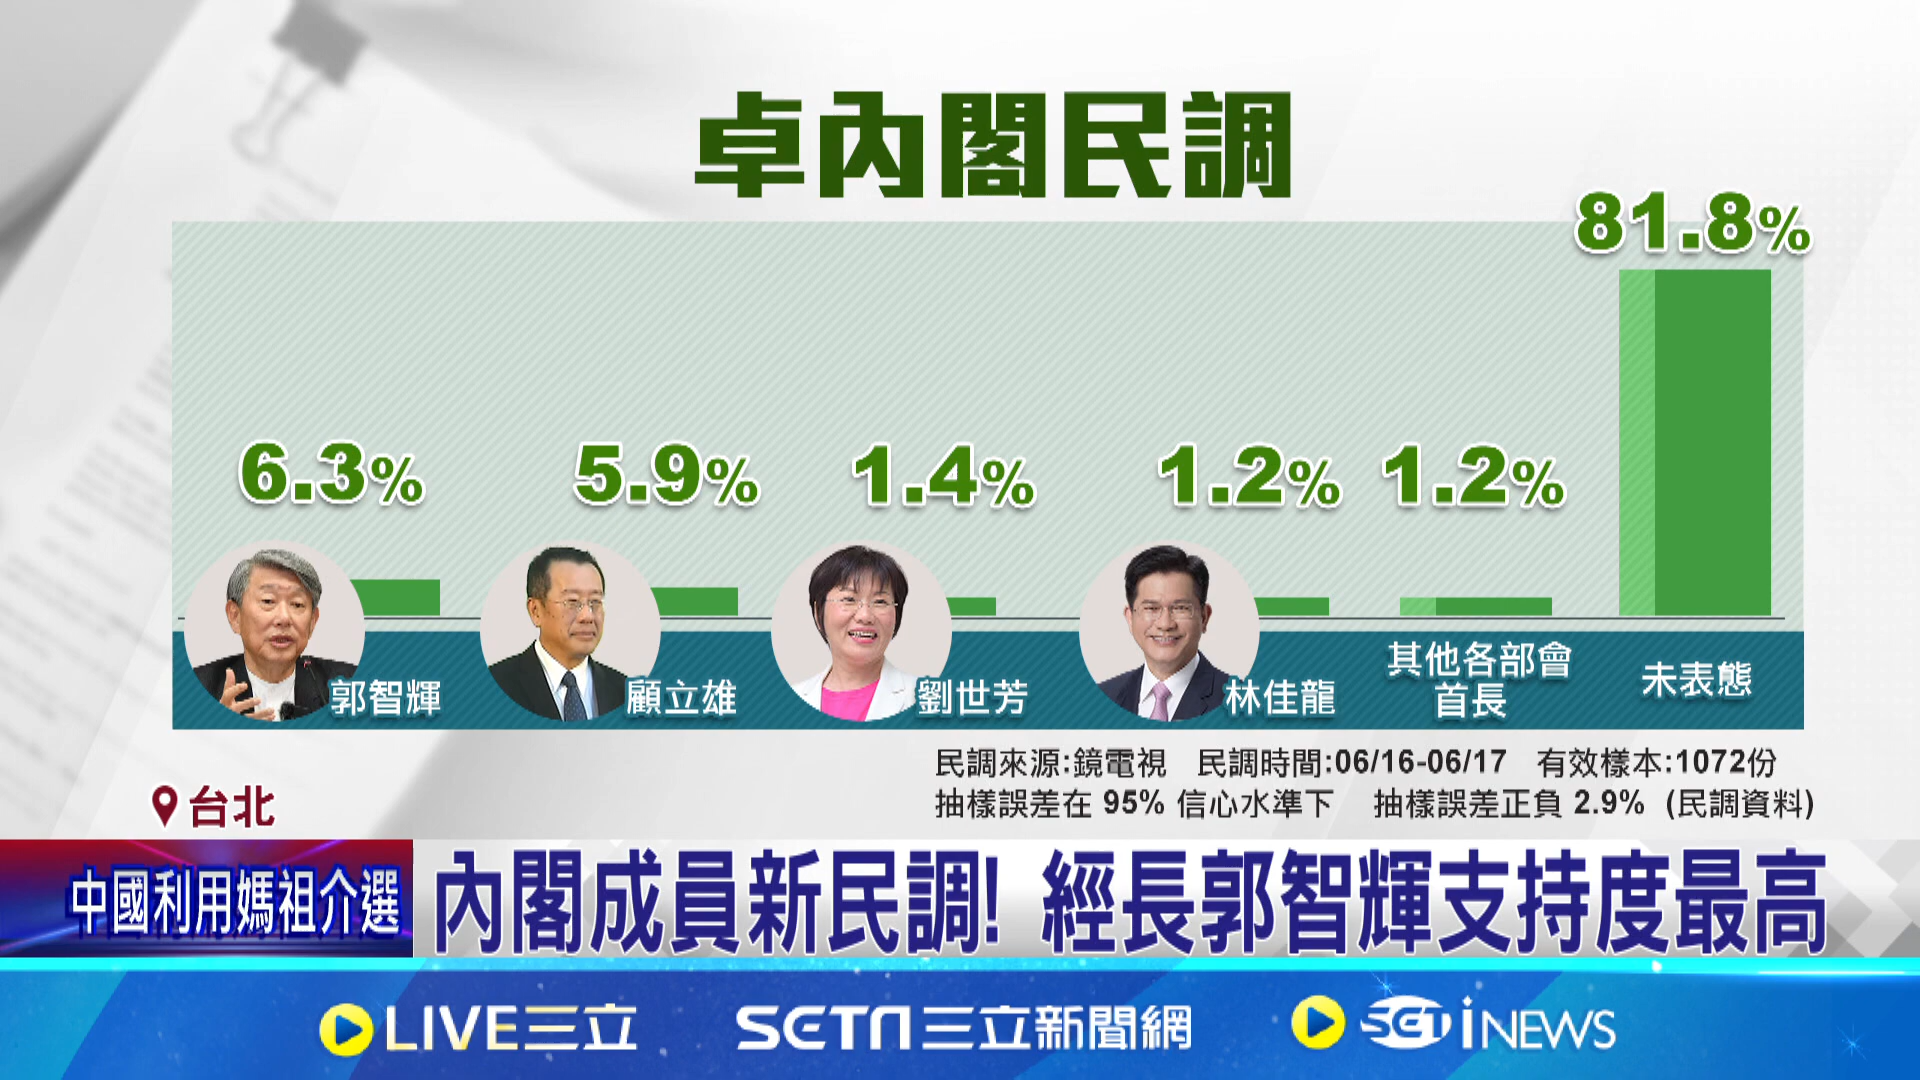 卓內閣民調
81.8%
6.3%
5.9%
1.4%
1.2%
1.2%
郭智輝
顧立雄
劉世芳
林佳龍
其他各部會
首長
未表態
民調來源:鏡電視 民調時間:06/16-06/17 有效樣本:1072份
抽樣誤差在 95% 信心水準下 抽樣誤差正負 2.9% (民調資料)
台北
中國利用媽祖介選
內閣成員新民調! 經長郭智輝支持度最高
LIVE三立
SETN三立新聞網
SET iNEWS